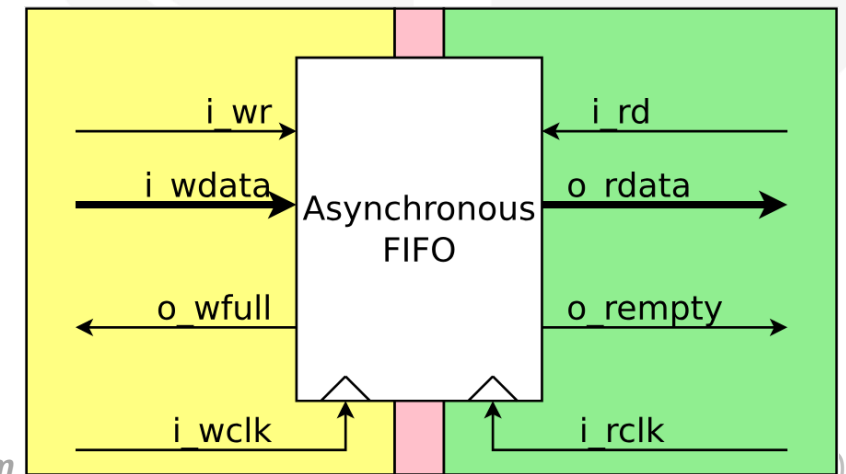 i_wr
i_rd
i_wdata
o_rdata
Asynchronous
FIFO
o_wfull
o_rempty
i_wclk
i_rclk